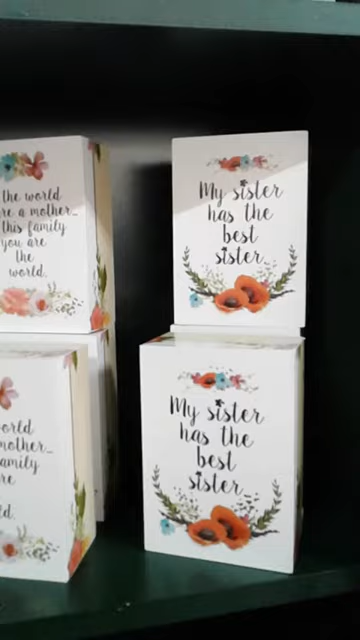 the world
re a mother...
this family
you are
the
world.
My sister
has the
best
sister.
orld
mother...
amily
re
d.
My sister
has the
best
sister.